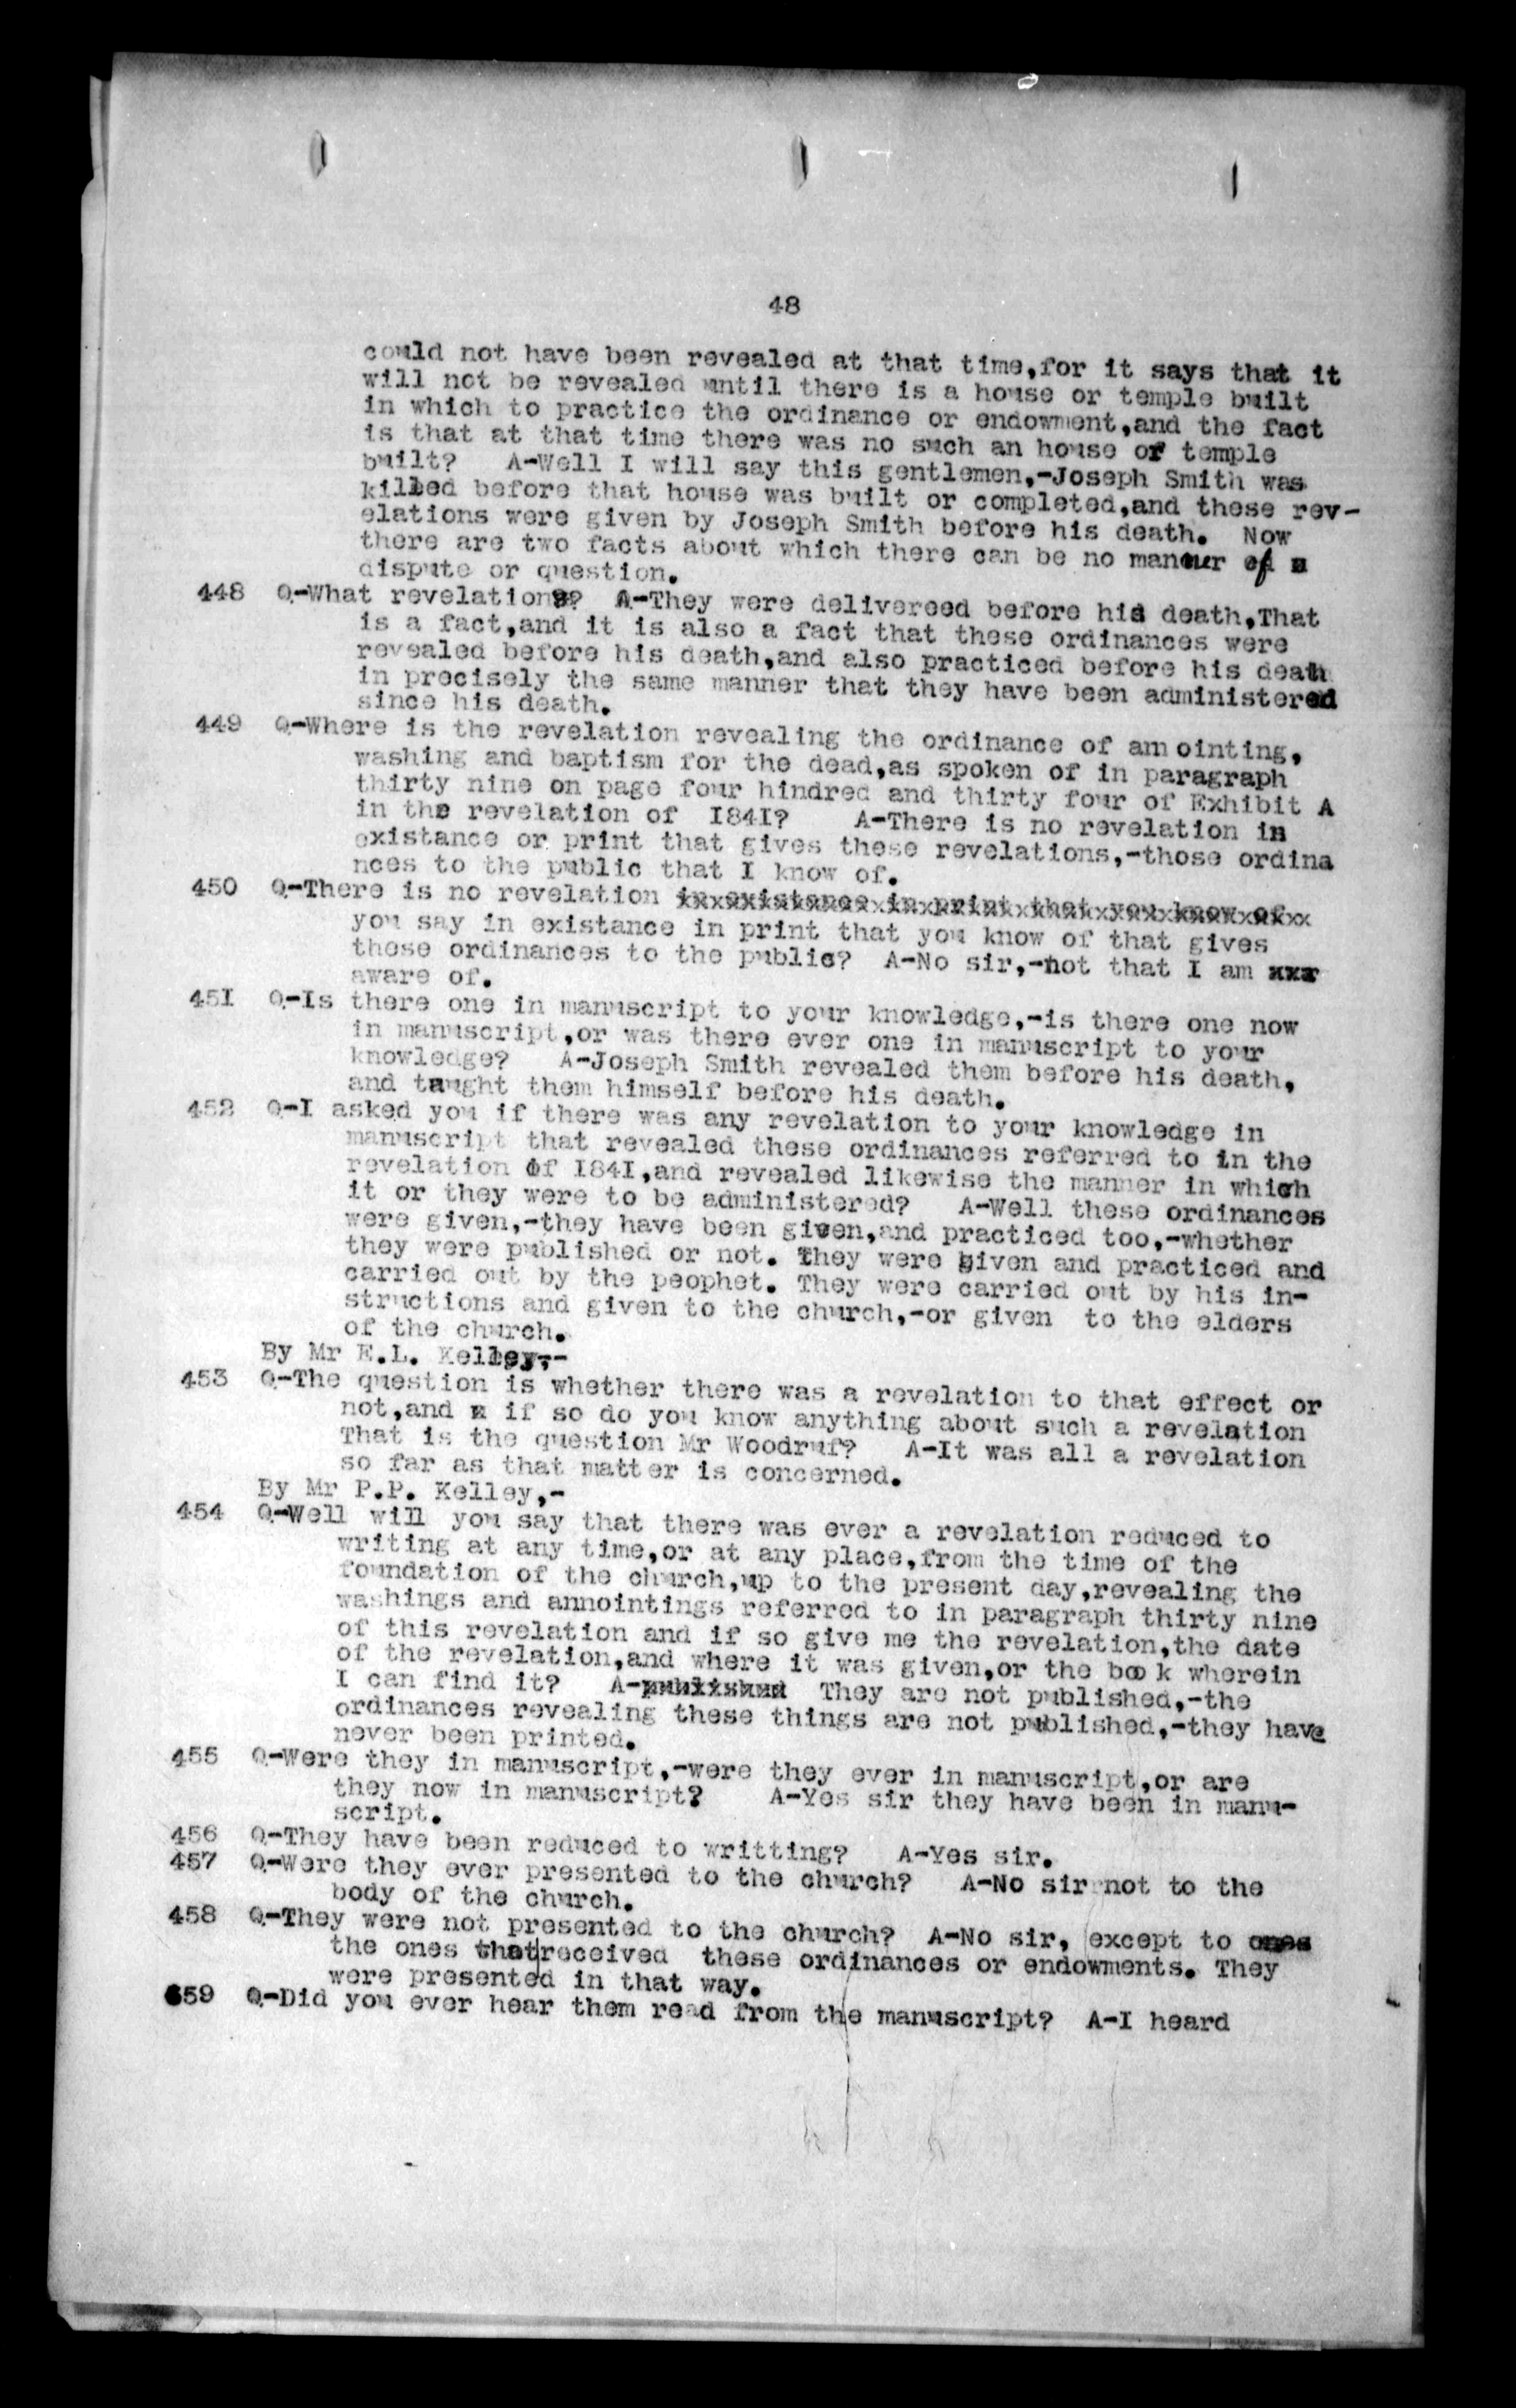 48
could not have been revealed at that time,for it says that it
will not be revealed until there is a house or temple built
in which to practice the ordinance or endowment,and the fact
is that at that time there was no such an house or temple
built? A-Well I will say this gentlemen,-Joseph Smith was
killed before that house was built or completed,and these rev-
elations were given by Joseph Smith before his death. Now
there are two facts about which there can be no manner of
dispute or question.
448 Q-What revelations? A-They were delivereed before his death,That
is a fact,and it is also a fact that these ordinances were
revealed before his death,and also practiced before his death
in precisely the same manner that they have been administered
since his death.
449 Q-Where is the revelation revealing the ordinance of am ointing,
washing and baptism for the dead,as spoken of in paragraph
thirty nine on page four hindred and thirty four of Exhibit A
in the revelation of I84I? A-There is no revelation in
existance or print that gives these revelations,-those ordina
nces to the public that I know of.
450 Q-There is no revelation in existance in print that you know of
you say in existance in print that you know of that gives
these ordinances to the public? A-No sir,-not that I am xxx
aware of.
45I Q-Is there one in manuscript to your knowledge,-is there one now
in manuscript,or was there ever one in manuscript to your
knowledge? A-Joseph Smith revealed them before his death,
and taught them himself before his death.
452 Q-I asked you if there was any revelation to your knowledge in
manuscript that revealed these ordinances referred to in the
revelation of I84I,and revealed likewise the manner in which
it or they were to be administered? A-Well these ordinances
were given,-they have been given,and practiced too,-whether
they were published or not. They were given and practiced and
carried out by the peophet. They were carried out by his in-
structions and given to the church,-or given to the elders
of the church.
By Mr E.L. Kelley,-
453 Q-The question is whether there was a revelation to that effect or
not,and x if so do you know anything about such a revelation
That is the question Mr Woodruf? A-It was all a revelation
so far as that matter is concerned.
By Mr P.P. Kelley,-
454 Q-Well will you say that there was ever a revelation reduced to
writing at any time,or at any place,from the time of the
foundation of the church,up to the present day,revealing the
washings and annointings referred to in paragraph thirty nine
of this revelation and if so give me the revelation,the date
of the revelation,and where it was given,or the book wherein
I can find it? A-published They are not published,-the
ordinances revealing these things are not published,-they have
never been printed.
455 Q-Were they in manuscript,-were they ever in manuscript,or are
they now in manuscript? A-Yes sir they have been in manu-
script.
456 Q-They have been reduced to writting? A-Yes sir.
457 Q-Were they ever presented to the church? A-No sir not to the
body of the church.
458 Q-They were not presented to the church? A-No sir, except to ones
the ones that received these ordinances or endowments. They
were presented in that way.
659 Q-Did you ever hear them read from the manuscript? A-I heard